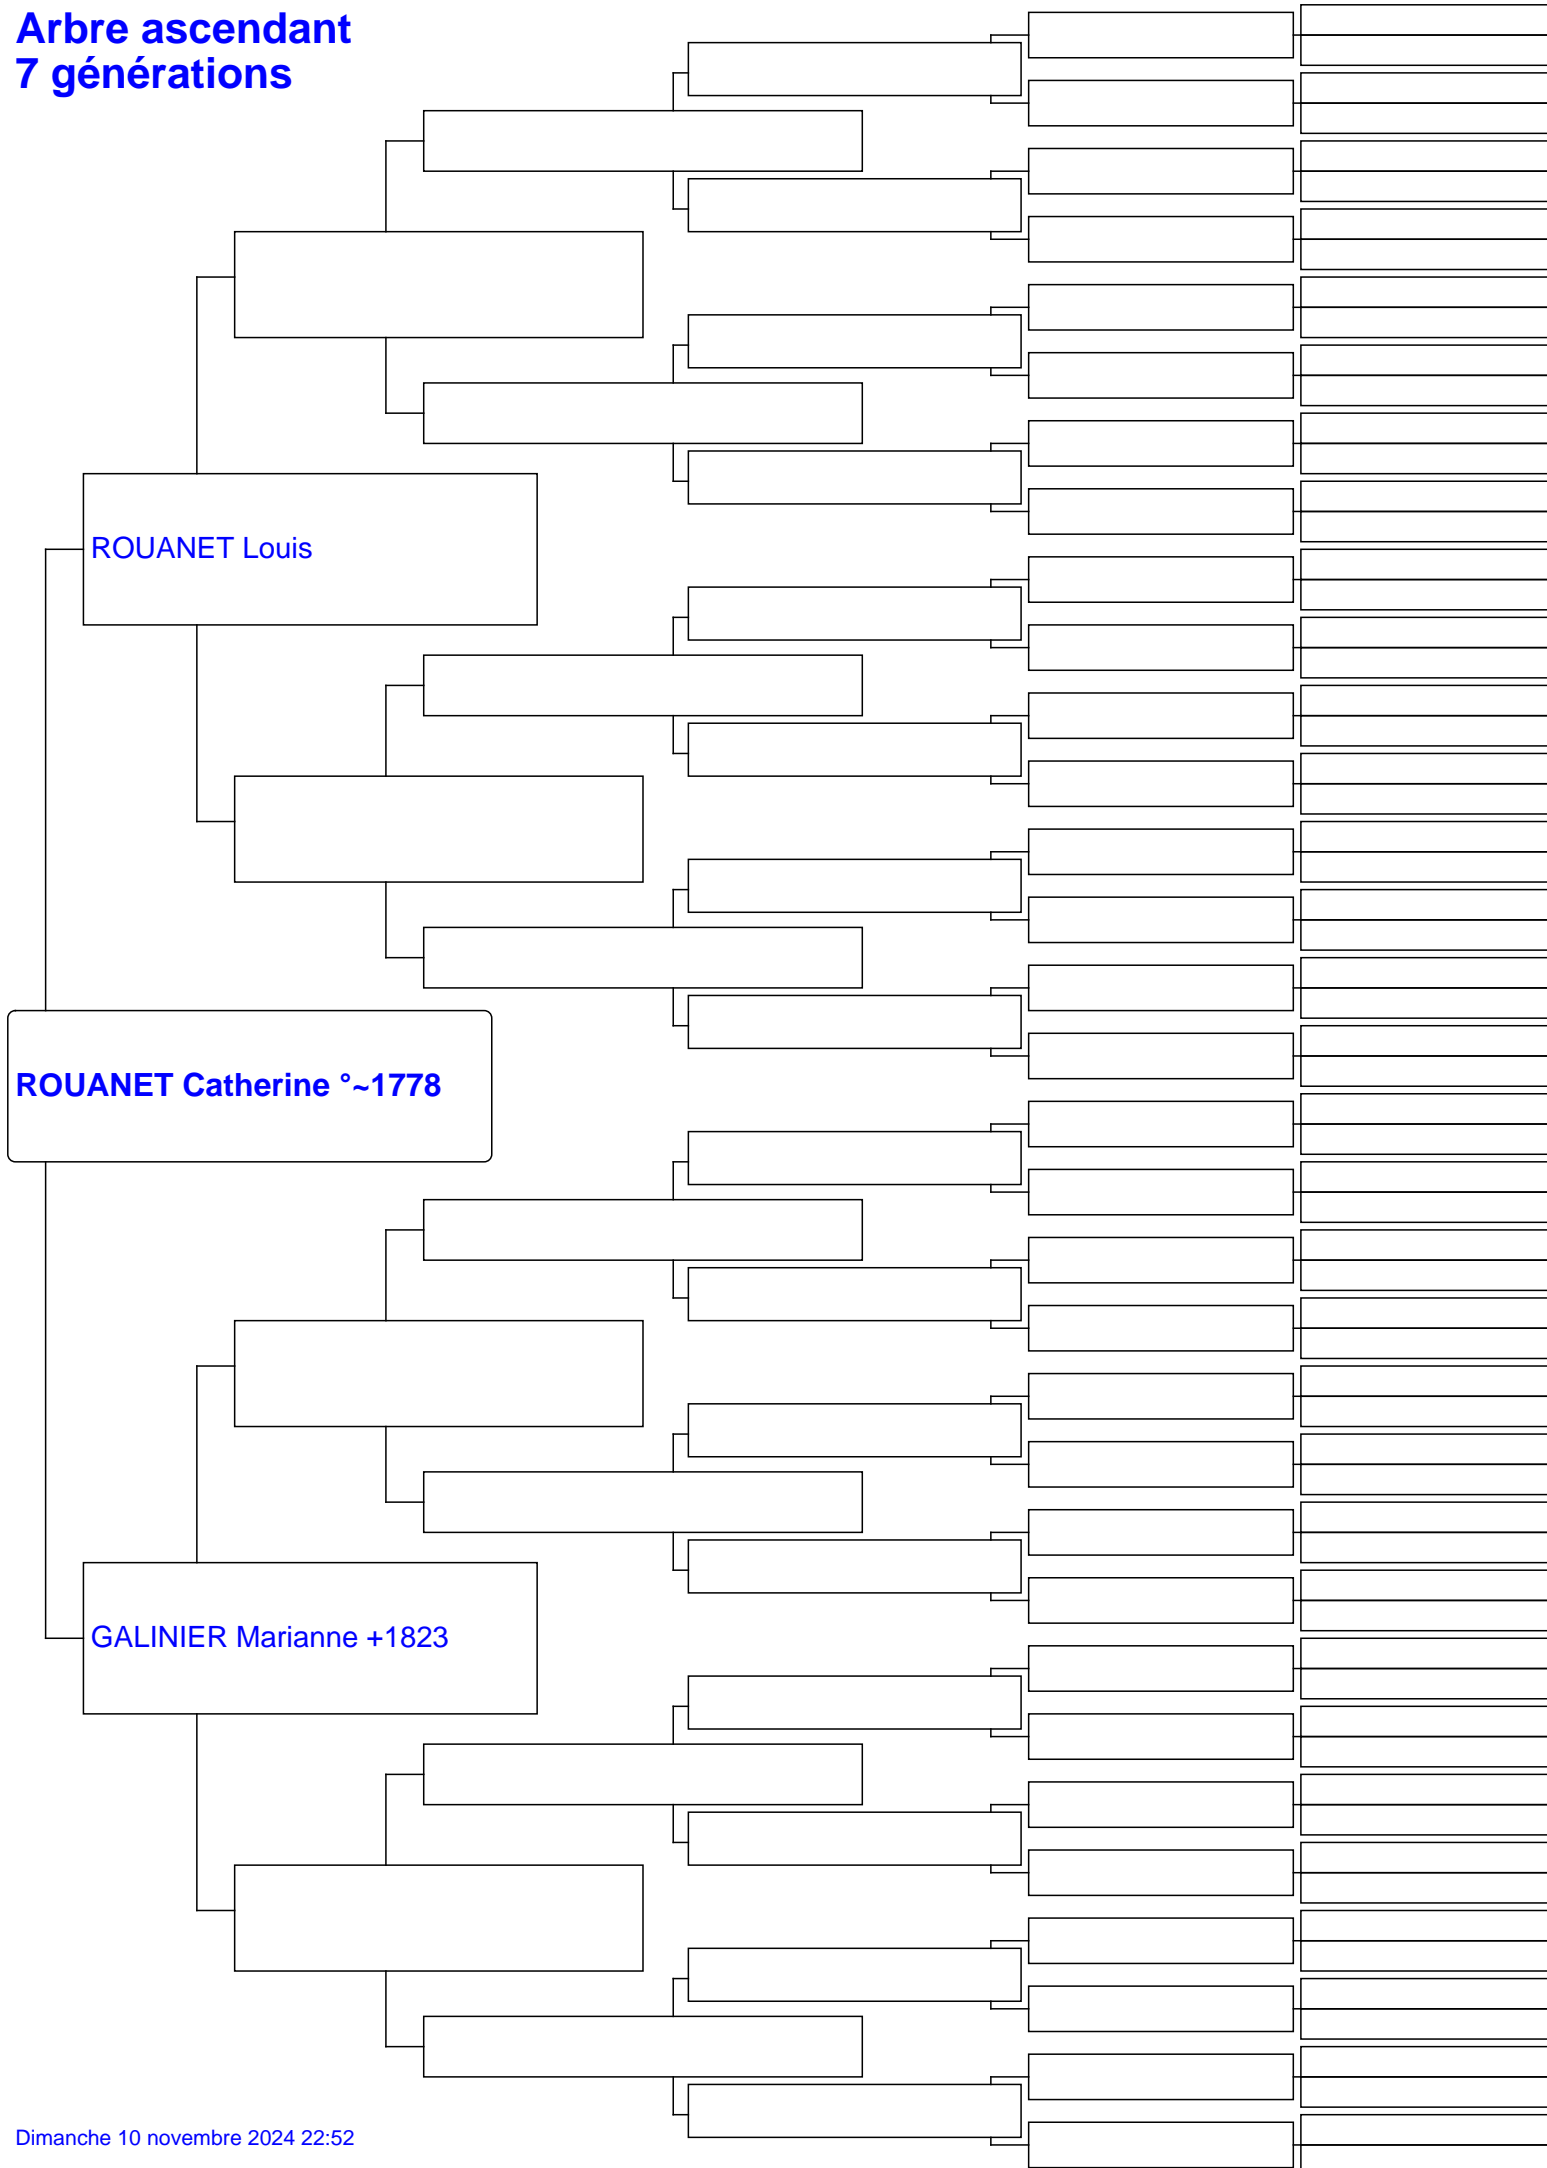 Arbre ascendant
7 générations
ROUANET Louis
ROUANET Catherine °~1778
GALINIER Marianne +1823
Dimanche 10 novembre 2024 22:52